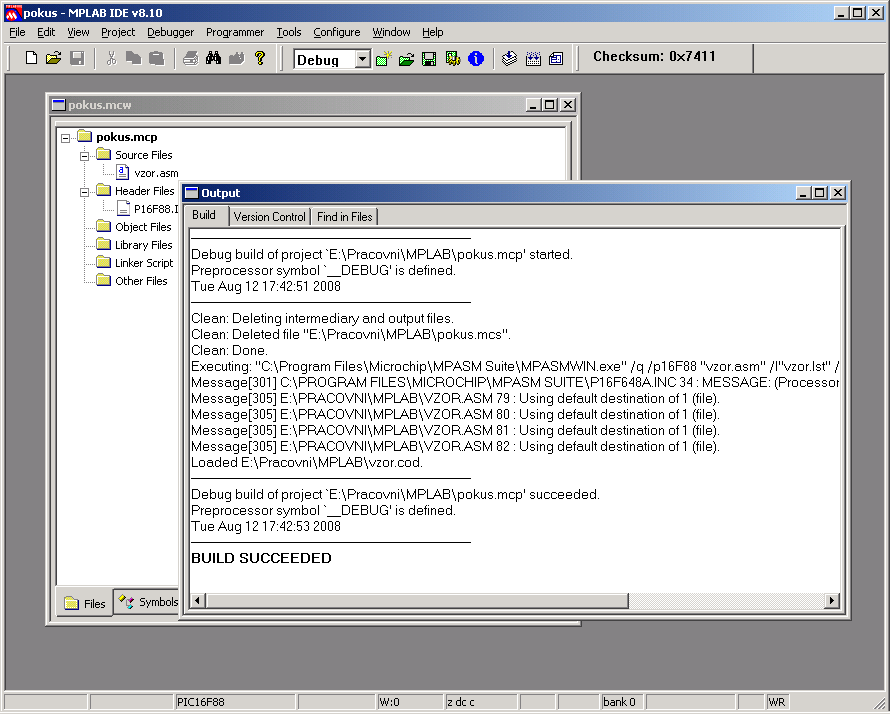 pokus - MPLAB IDE v8.10
File Edit View Project Debugger Programmer Tools Configure Window Help
Debug
Checksum: 0x7411
pokus.mcw
pokus.mcp
Source Files
vzor.asm
Header Files
P16F88.I
Object Files
Library Files
Linker Script
Other Files
Files
Symbols
Output
Build Version Control Find in Files
Debug build of project `E:\Pracovni\MPLAB\pokus.mcp' started.
Preprocessor symbol `__DEBUG' is defined.
Tue Aug 12 17:42:51 2008
Clean: Deleting intermediary and output files.
Clean: Deleted file "E:\Pracovni\MPLAB\pokus.mcs".
Clean: Done.
Executing: "C:\Program Files\Microchip\MPASM Suite\MPASMWIN.exe" /q /p16F88 "vzor.asm" /l"vzor.lst" /
Message[301] C:\PROGRAM FILES\MICROCHIP\MPASM SUITE\P16F648A.INC 34 : MESSAGE: (Processor
Message[305] E:\PRACOVNI\MPLAB\VZOR.ASM 79 : Using default destination of 1 (file).
Message[305] E:\PRACOVNI\MPLAB\VZOR.ASM 80 : Using default destination of 1 (file).
Message[305] E:\PRACOVNI\MPLAB\VZOR.ASM 81 : Using default destination of 1 (file).
Message[305] E:\PRACOVNI\MPLAB\VZOR.ASM 82 : Using default destination of 1 (file).
Loaded E:\Pracovni\MPLAB\vzor.cod.
Debug build of project `E:\Pracovni\MPLAB\pokus.mcp' succeeded.
Preprocessor symbol `__DEBUG' is defined.
Tue Aug 12 17:42:53 2008
BUILD SUCCEEDED
PIC16F88 W:0 z dc c bank 0 WR